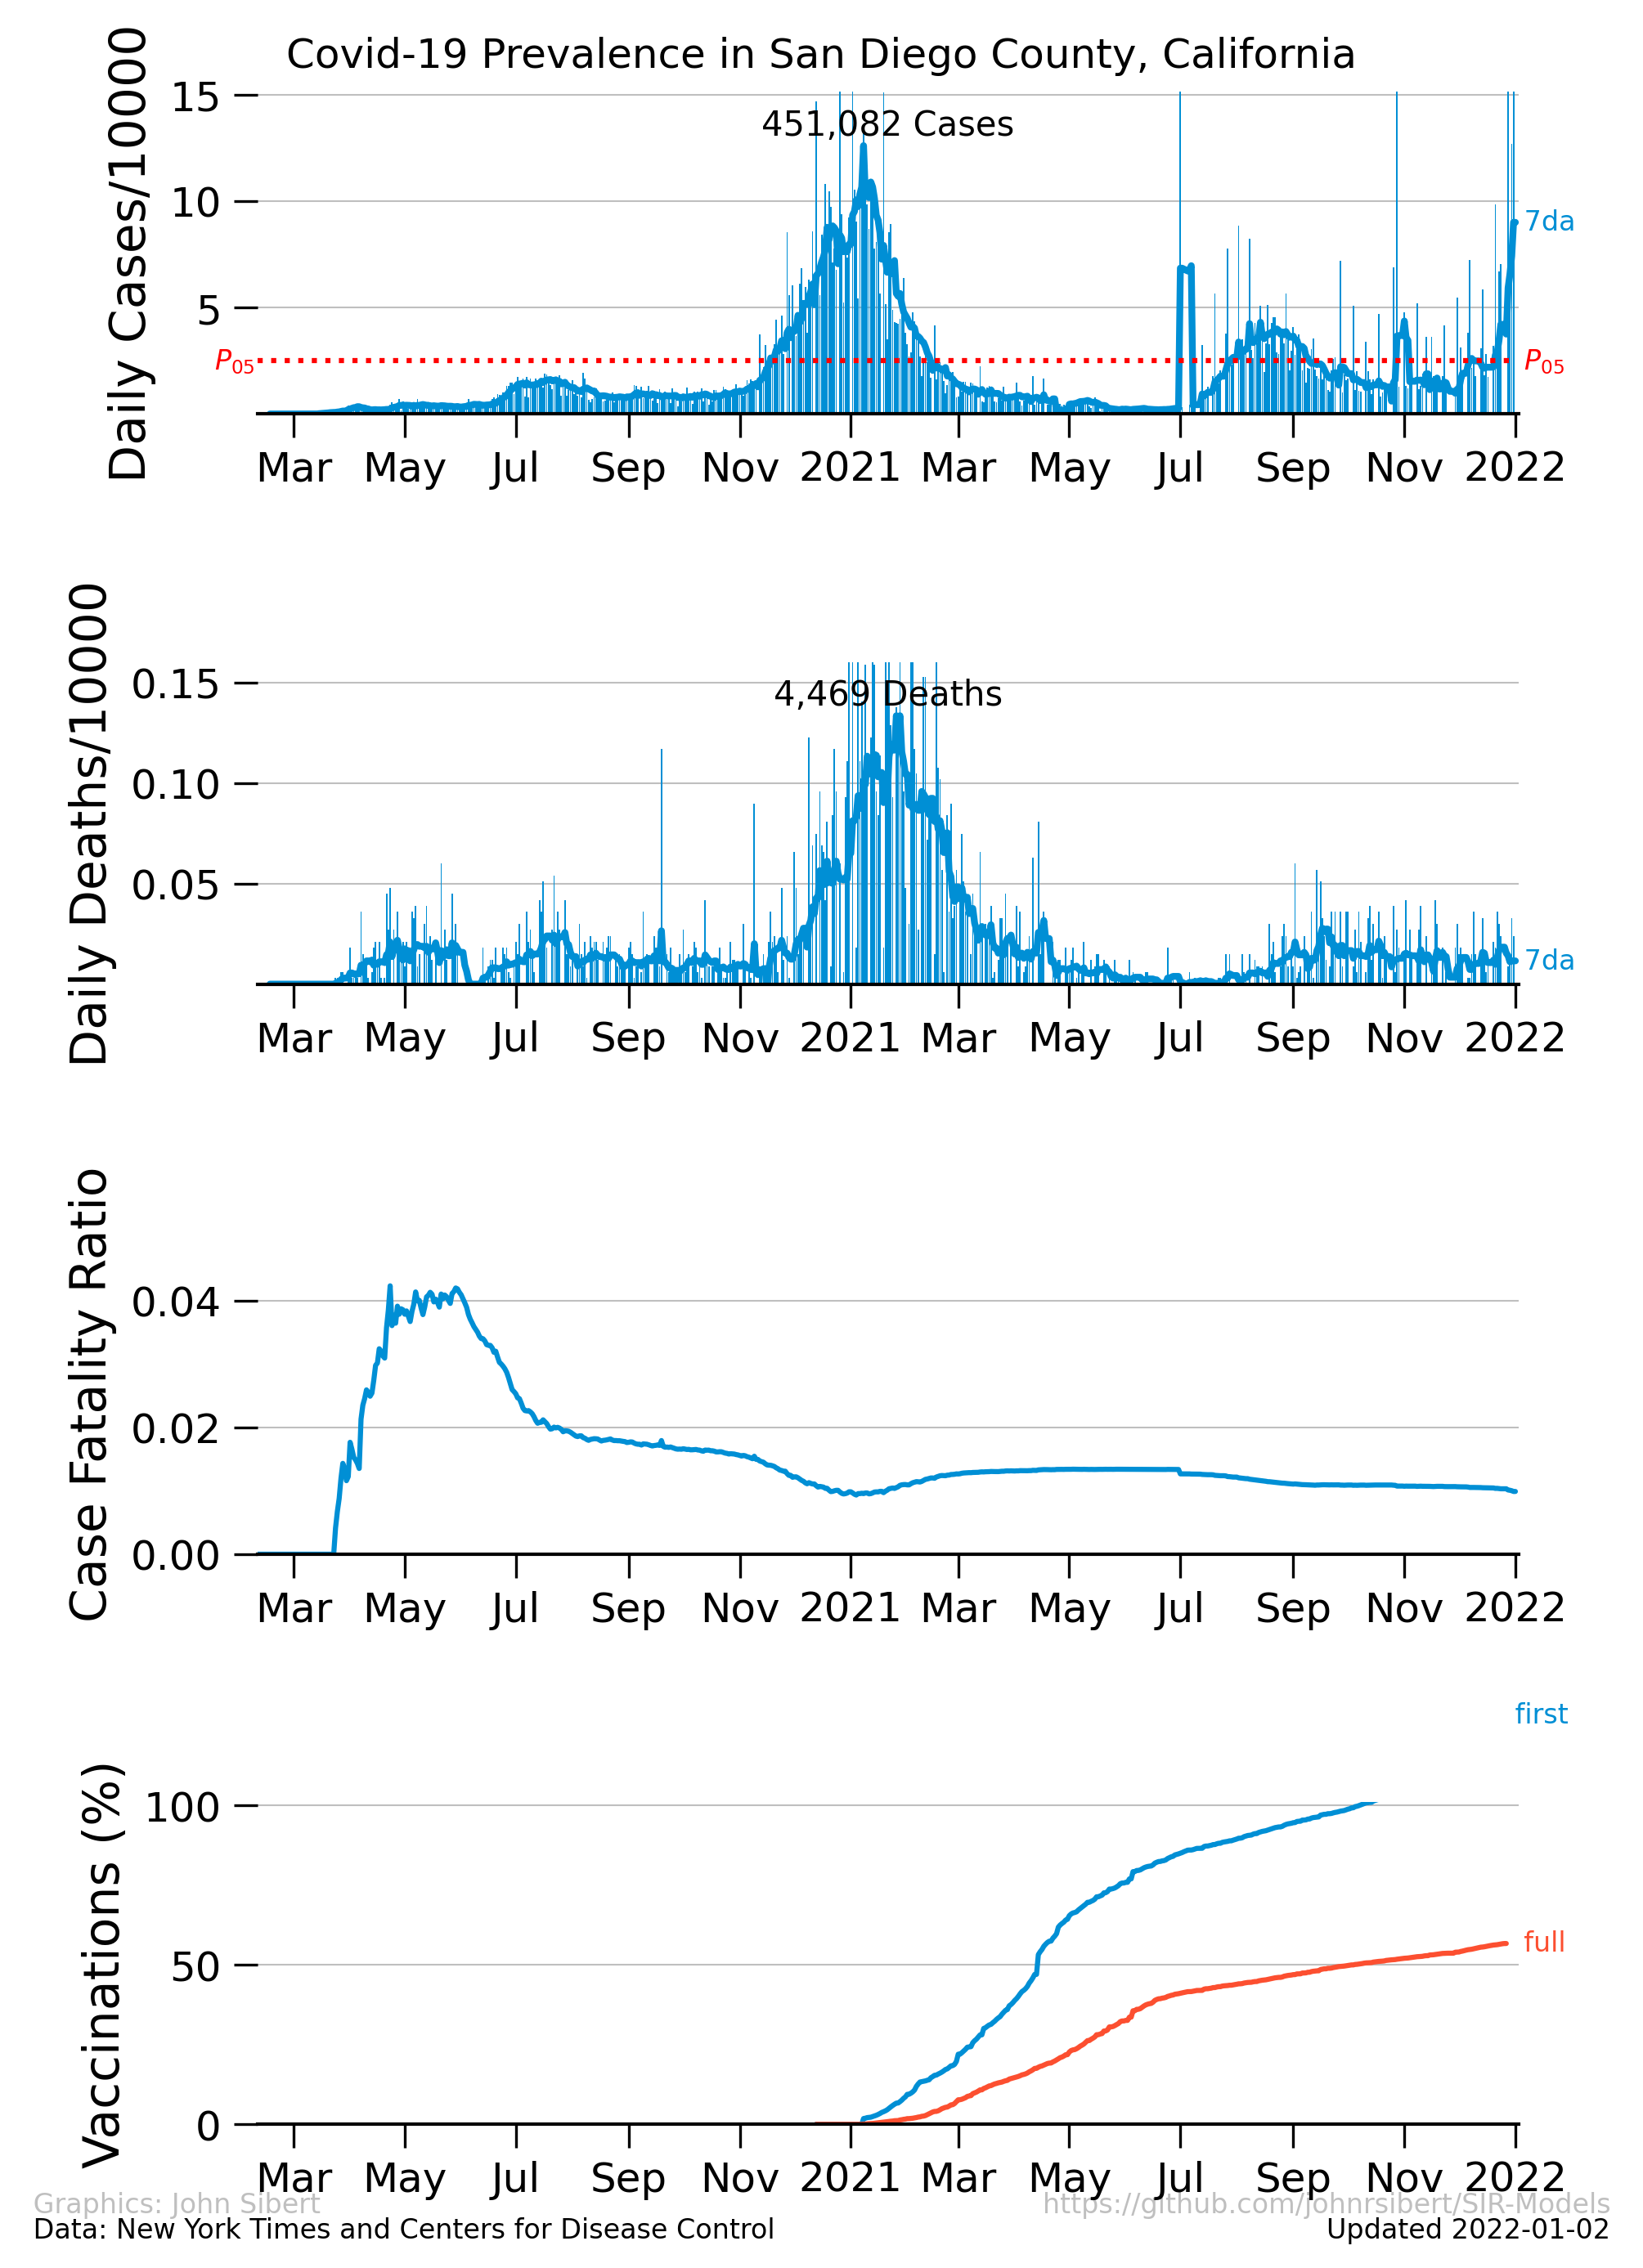 Covid-19 Prevalence in San Diego County, California
Daily Cases/10000
15
10
5
451,082 Cases
7da
P05
P05
Mar May Jul Sep Nov 2021 Mar May Jul Sep Nov 2022
Daily Deaths/10000
0.15
0.10
0.05
4,469 Deaths
7da
Mar May Jul Sep Nov 2021 Mar May Jul Sep Nov 2022
Case Fatality Ratio
0.04
0.02
0.00
Mar May Jul Sep Nov 2021 Mar May Jul Sep Nov 2022
Vaccinations (%)
first
100
50
0
full
Mar May Jul Sep Nov 2021 Mar May Jul Sep Nov 2022
Graphics: John Sibert
https://github.com/johnrsibert/SIR-Models
Data: New York Times and Centers for Disease Control
Updated 2022-01-02